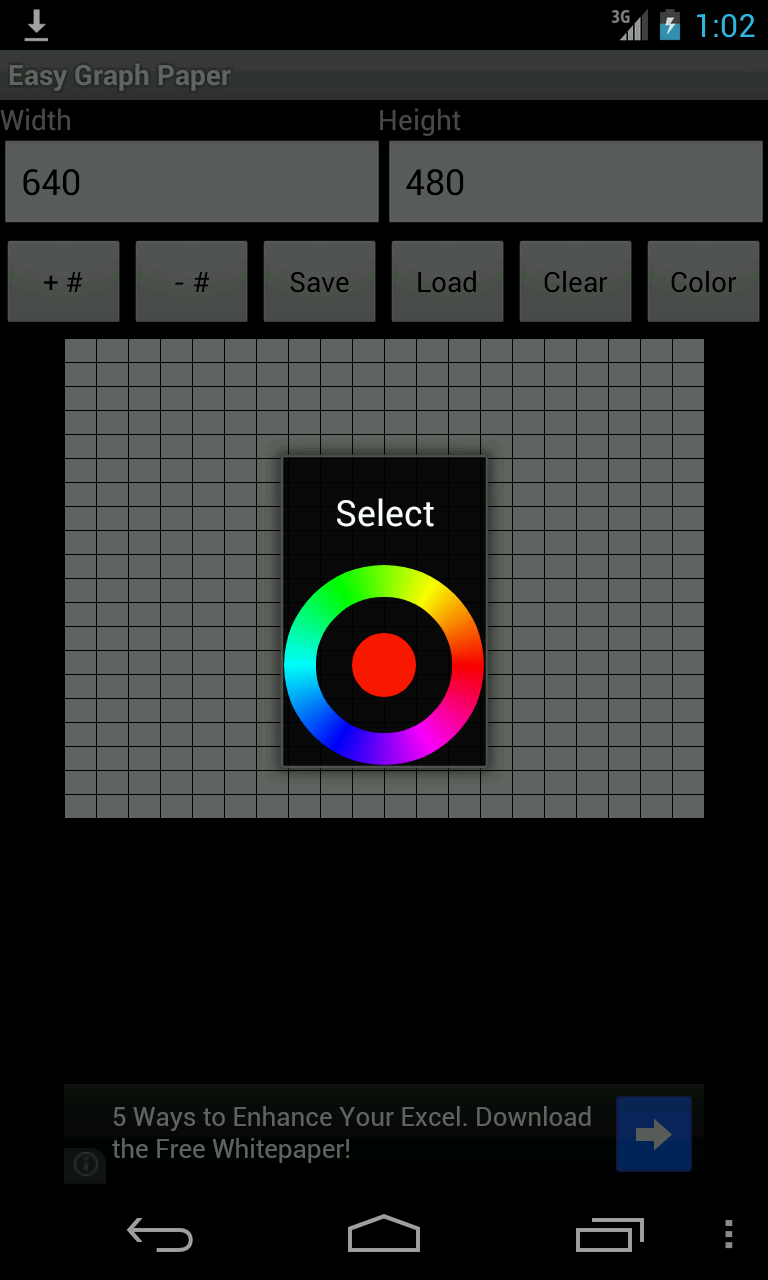 3G 1:02
Easy Graph Paper
Width Height
640 480
+ # - # Save Load Clear Color
Select
5 Ways to Enhance Your Excel. Download
the Free Whitepaper!